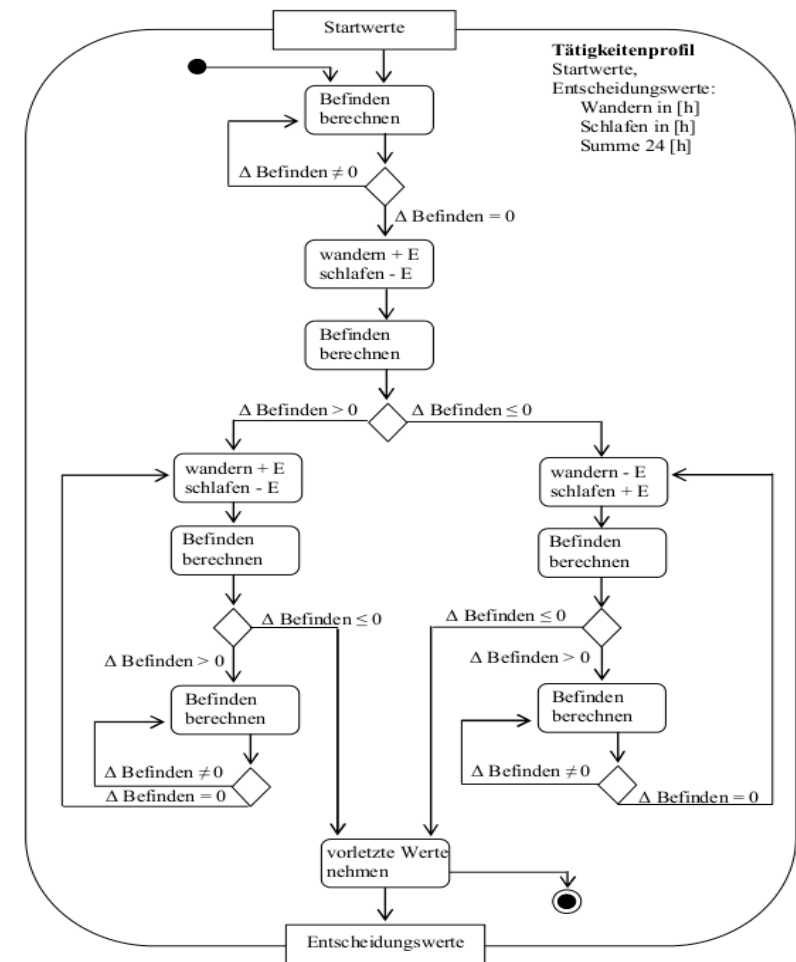 Startwerte
Tätigkeitenprofil
Startwerte,
Entscheidungswerte:
Wandern in [h]
Schlafen in [h]
Summe 24 [h]
Befinden
berechnen
Δ Befinden ≠ 0
Δ Befinden = 0
wandern + E
schlafen - E
Befinden
berechnen
Δ Befinden > 0
Δ Befinden ≤ 0
wandern + E
schlafen - E
wandern - E
schlafen + E
Befinden
berechnen
Befinden
berechnen
Δ Befinden ≤ 0
Δ Befinden ≤ 0
Δ Befinden > 0
Δ Befinden > 0
Befinden
berechnen
Befinden
berechnen
Δ Befinden ≠ 0
Δ Befinden = 0
Δ Befinden ≠ 0
Δ Befinden = 0
vorletzte Werte
nehmen
Entscheidungswerte